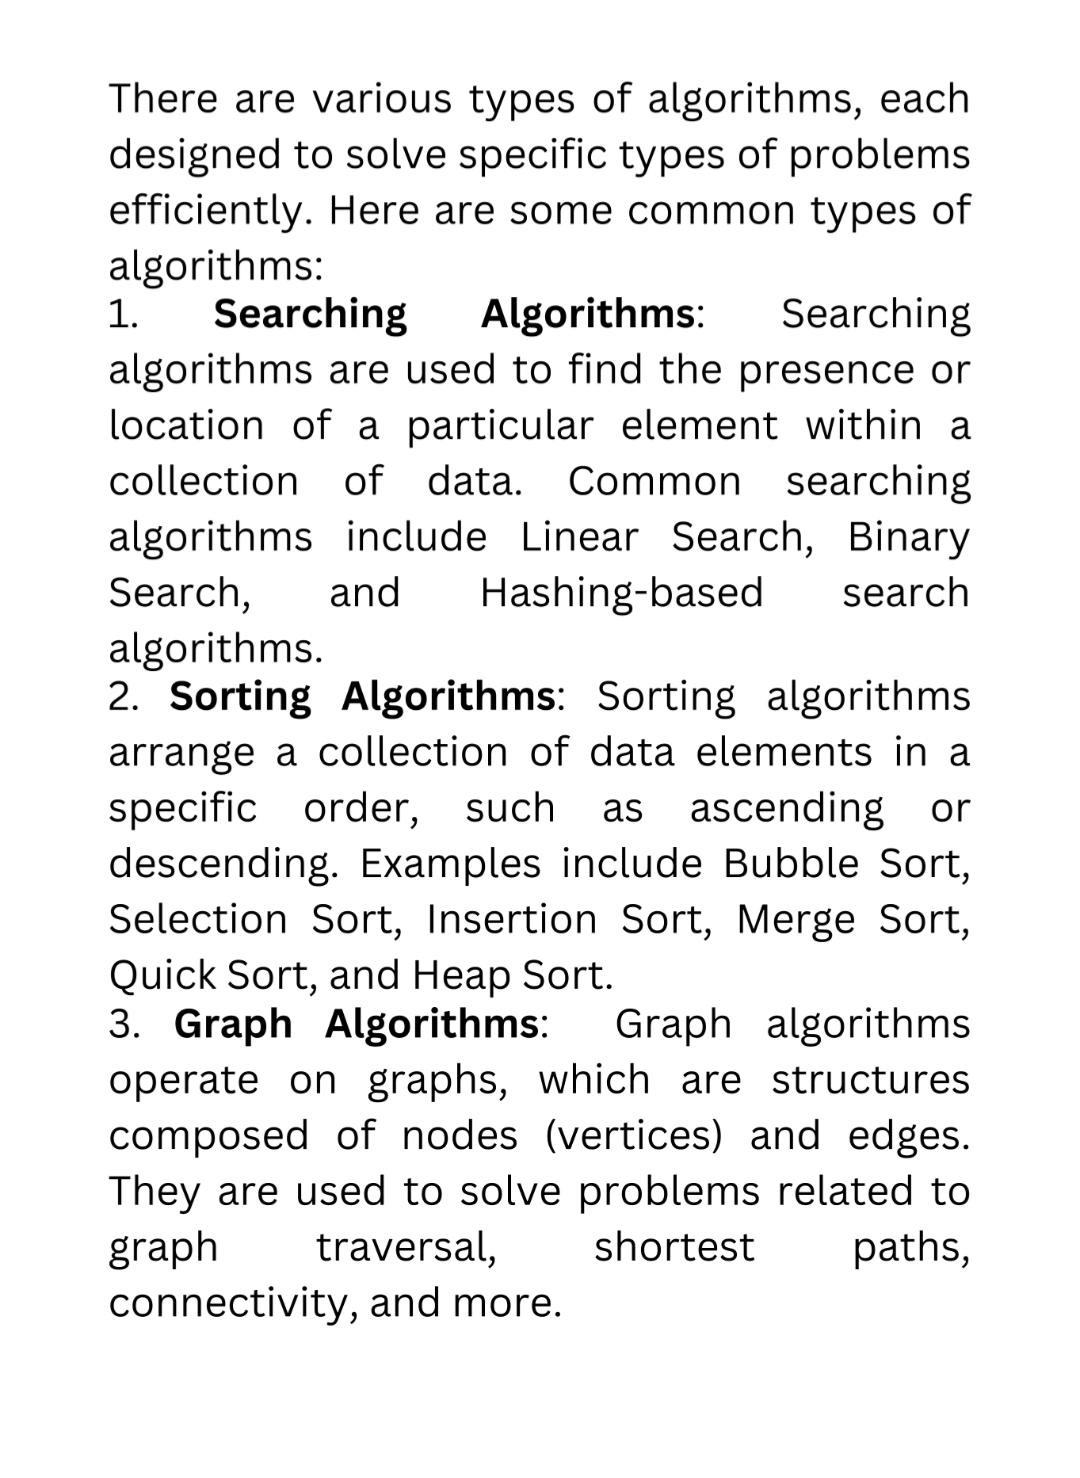 There are various types of algorithms, each
designed to solve specific types of problems
efficiently. Here are some common types of
algorithms:
1. Searching Algorithms: Searching
algorithms are used to find the presence or
location of a particular element within a
collection of data. Common searching
algorithms include Linear Search, Binary
Search, and Hashing-based search
algorithms.
2. Sorting Algorithms: Sorting algorithms
arrange a collection of data elements in a
specific order, such as ascending or
descending. Examples include Bubble Sort,
Selection Sort, Insertion Sort, Merge Sort,
Quick Sort, and Heap Sort.
3. Graph Algorithms: Graph algorithms
operate on graphs, which are structures
composed of nodes (vertices) and edges.
They are used to solve problems related to
graph traversal, shortest paths,
connectivity, and more.